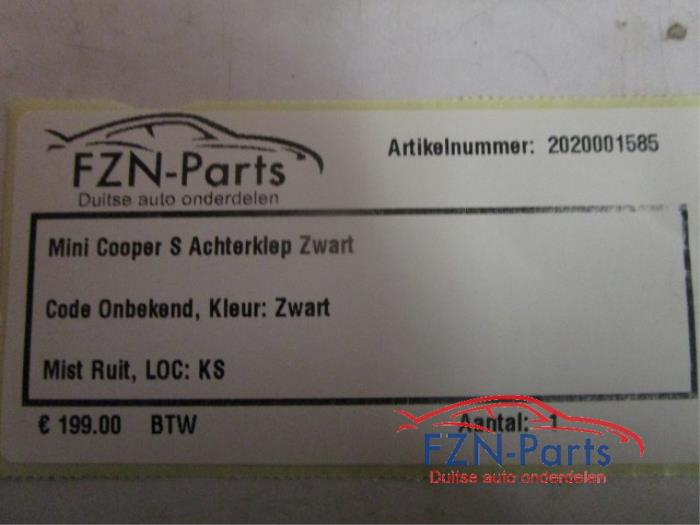 FZN-Parts
Duitse auto onderdelen
Artikelnummer: 2020001585
Mini Cooper S Achterklep Zwart
Code Onbekend, Kleur: Zwart
Mist Ruit, LOC: KS
€ 199.00 BTW
Aantal: 1
FZN-Parts
Duitse auto onderdelen